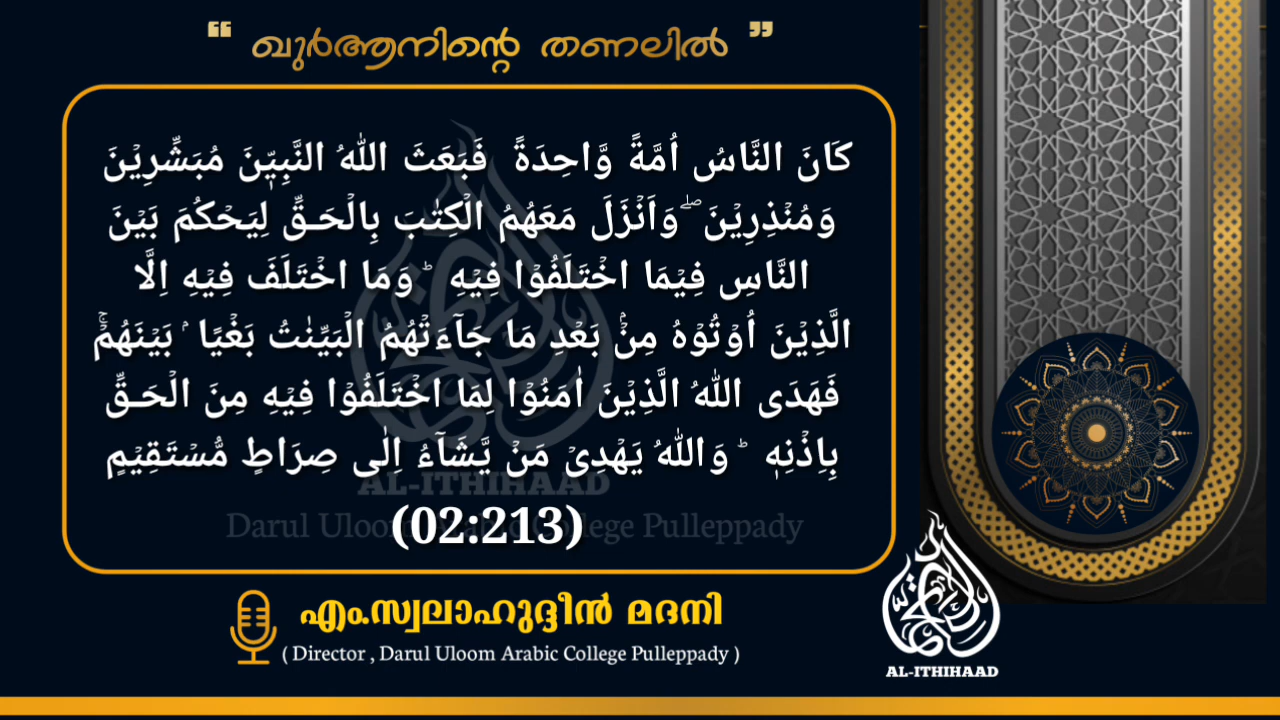 “ ഖുർആനിന്റെ തണലിൽ ”
كَانَ النَّاسُ اُمَّةً وَّاحِدَةً فَبَعَثَ اللّٰهُ النَّبِيّٖنَ مُبَشِّرِيْنَ
وَمُنْذِرِيْنَ ۖ وَاَنْزَلَ مَعَهُمُ الْكِتٰبَ بِالْحَـقِّ لِيَحْكُمَ بَيْنَ
النَّاسِ فِيْمَا اخْتَلَفُوْا فِيْهِ ؕ وَمَا اخْتَلَفَ فِيْهِ اِلَّا
الَّذِيْنَ اُوْتُوْهُ مِنْۢ بَعْدِ مَا جَآءَتْهُمُ الْبَيِّنٰتُ بَغْيًا ۢ بَيْنَهُمْۚ
فَهَدَى اللّٰهُ الَّذِيْنَ اٰمَنُوْا لِمَا اخْتَلَفُوْا فِيْهِ مِنَ الْحَـقِّ
بِاِذْنِهٖ ؕ وَاللّٰهُ يَهْدِىْ مَنْ يَّشَآءُ اِلٰى صِرَاطٍ مُّسْتَقِيْمٍ
AL-ITHIHAAD
Darul Uloom Arabic College Pulleppady
(02:213)
എം.സ്വലാഹുദ്ദീൻ മദനി
( Director , Darul Uloom Arabic College Pulleppady )
AL-ITHIHAAD